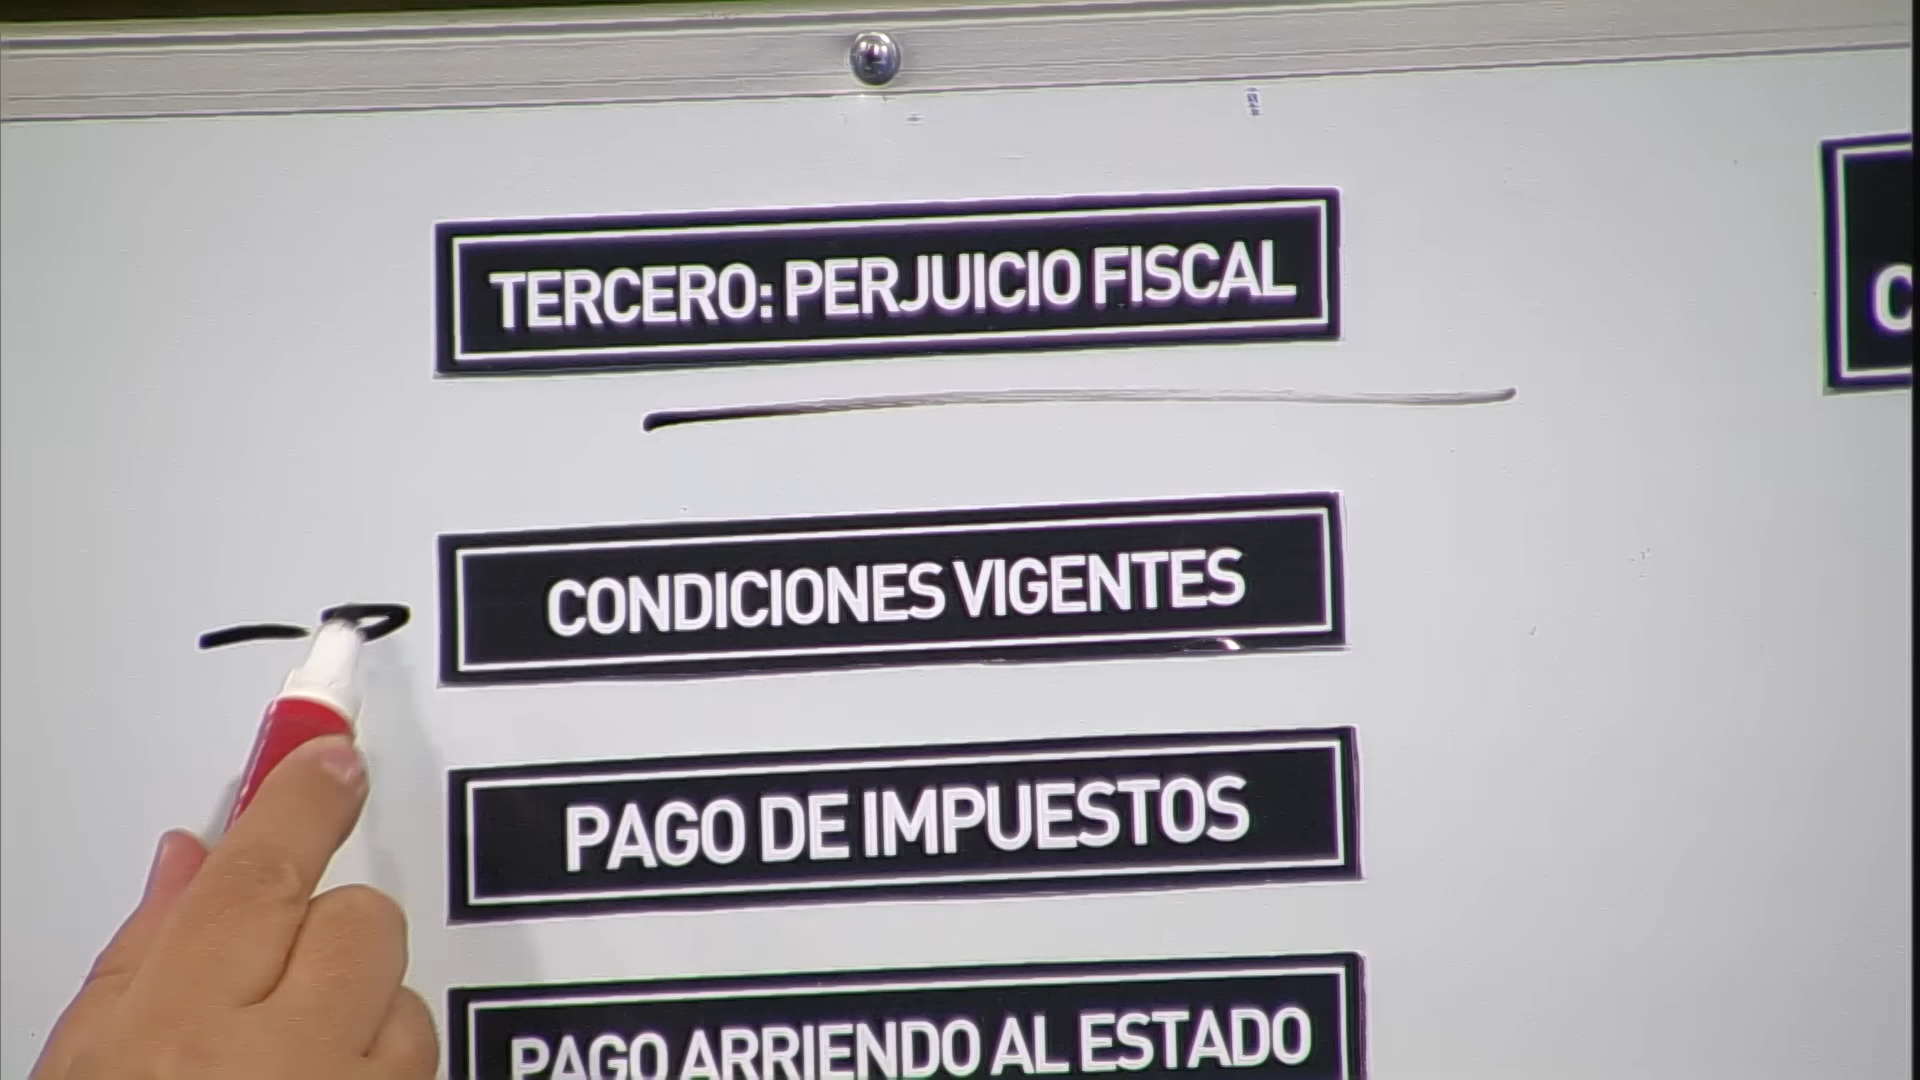 TERCERO: PERJUICIO FISCAL
CONDICIONES VIGENTES
PAGO DE IMPUESTOS
PAGO ARRIENDO AL ESTADO